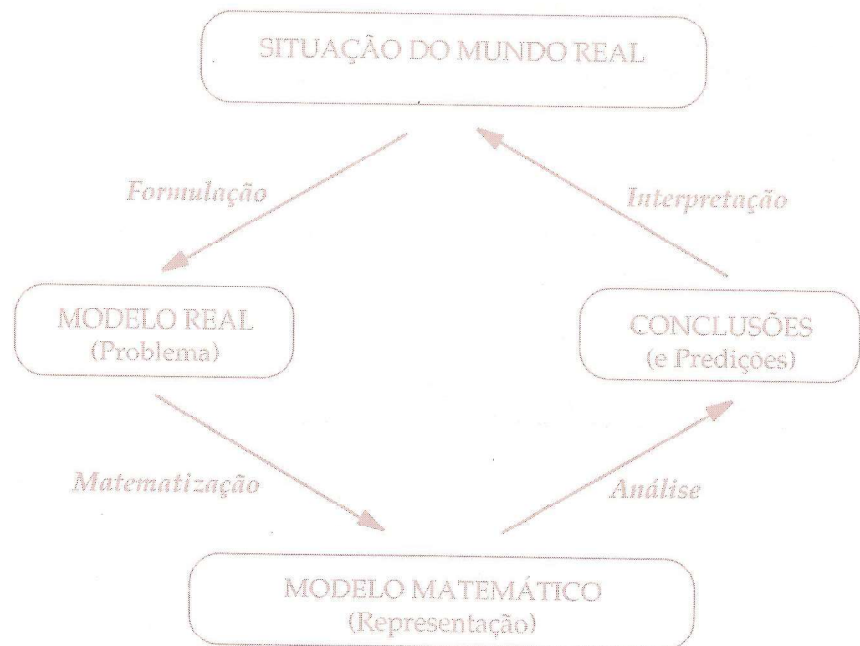 SITUAÇÃO DO MUNDO REAL
Formulação
Interpretação
MODELO REAL
(Problema)
CONCLUSÕES
(e Predições)
Matematização
Análise
MODELO MATEMÁTICO
(Representação)